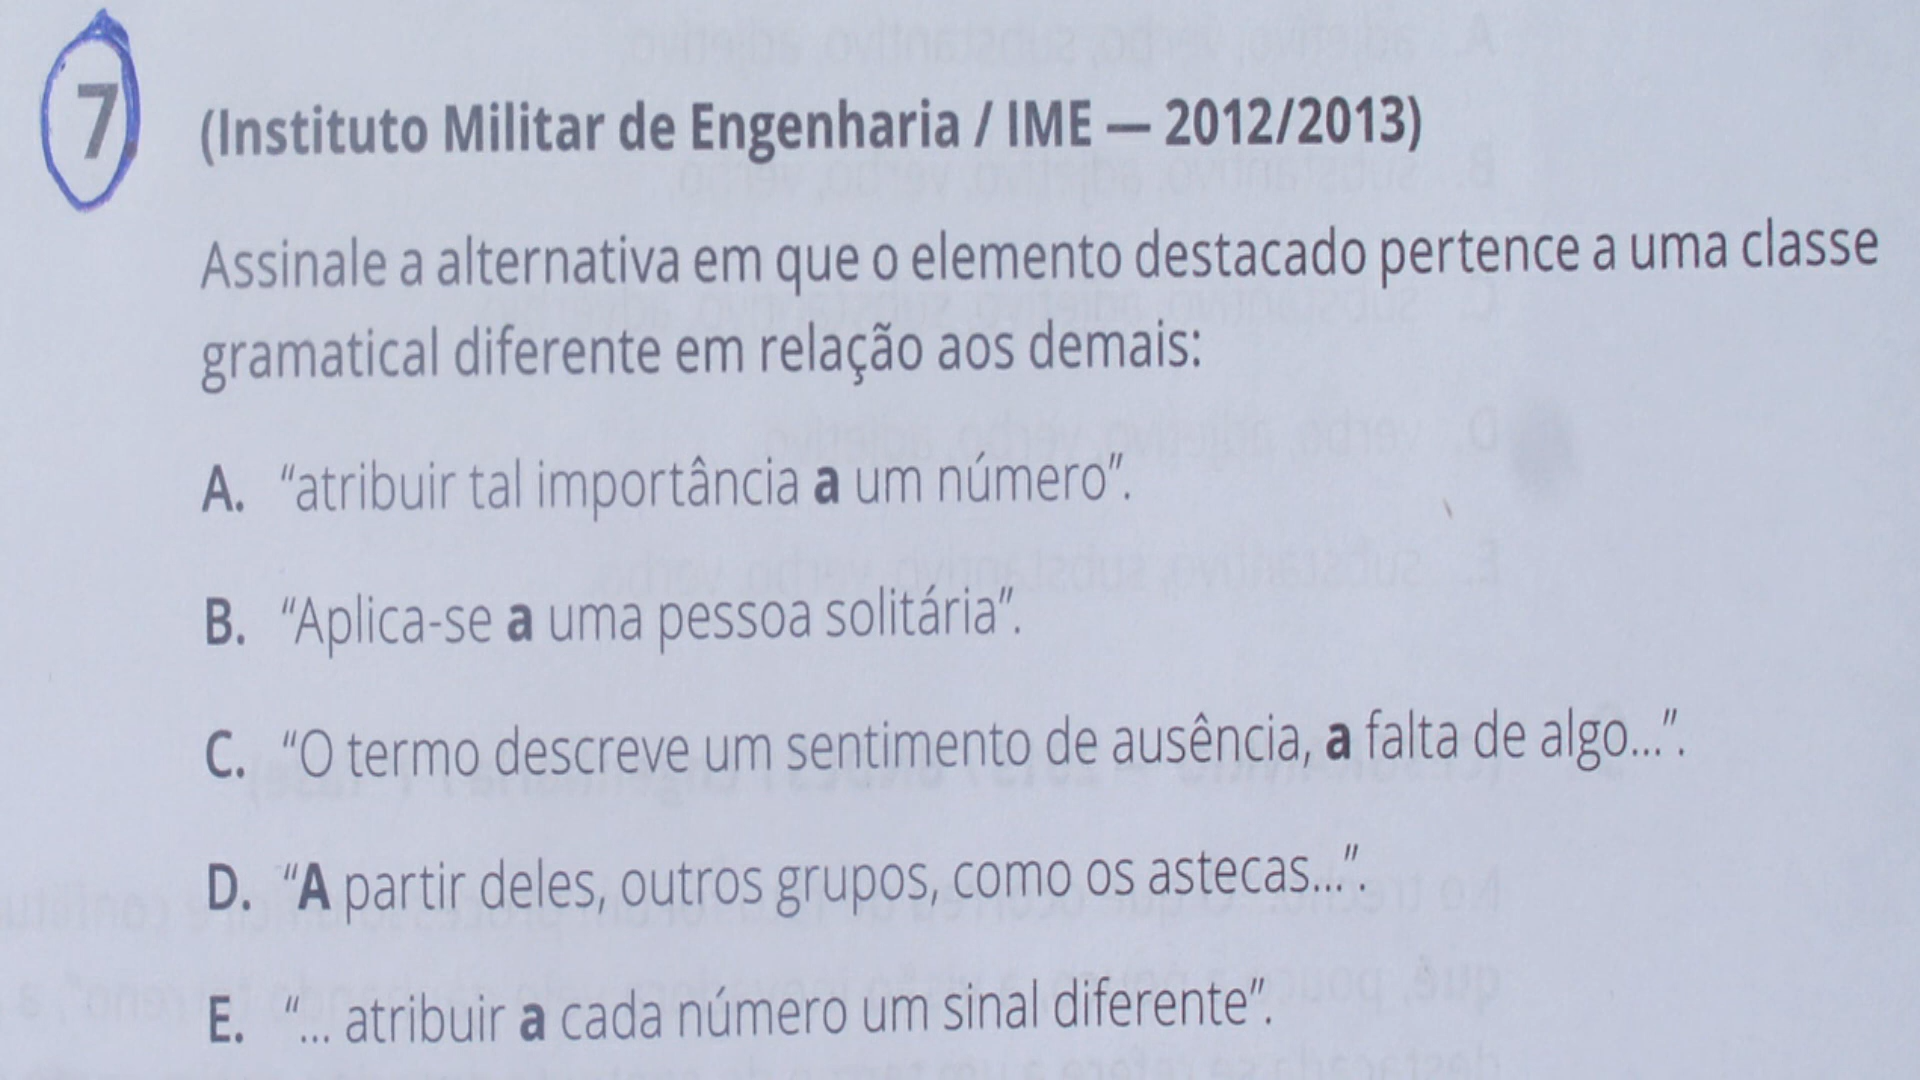 7
(Instituto Militar de Engenharia / IME — 2012/2013)
Assinale a alternativa em que o elemento destacado pertence a uma classe
gramatical diferente em relação aos demais:
A. “atribuir tal importância a um número”.
B. “Aplica-se a uma pessoa solitária”.
C. “O termo descreve um sentimento de ausência, a falta de algo...”.
D. “A partir deles, outros grupos, como os astecas...”.
E. “... atribuir a cada número um sinal diferente”.